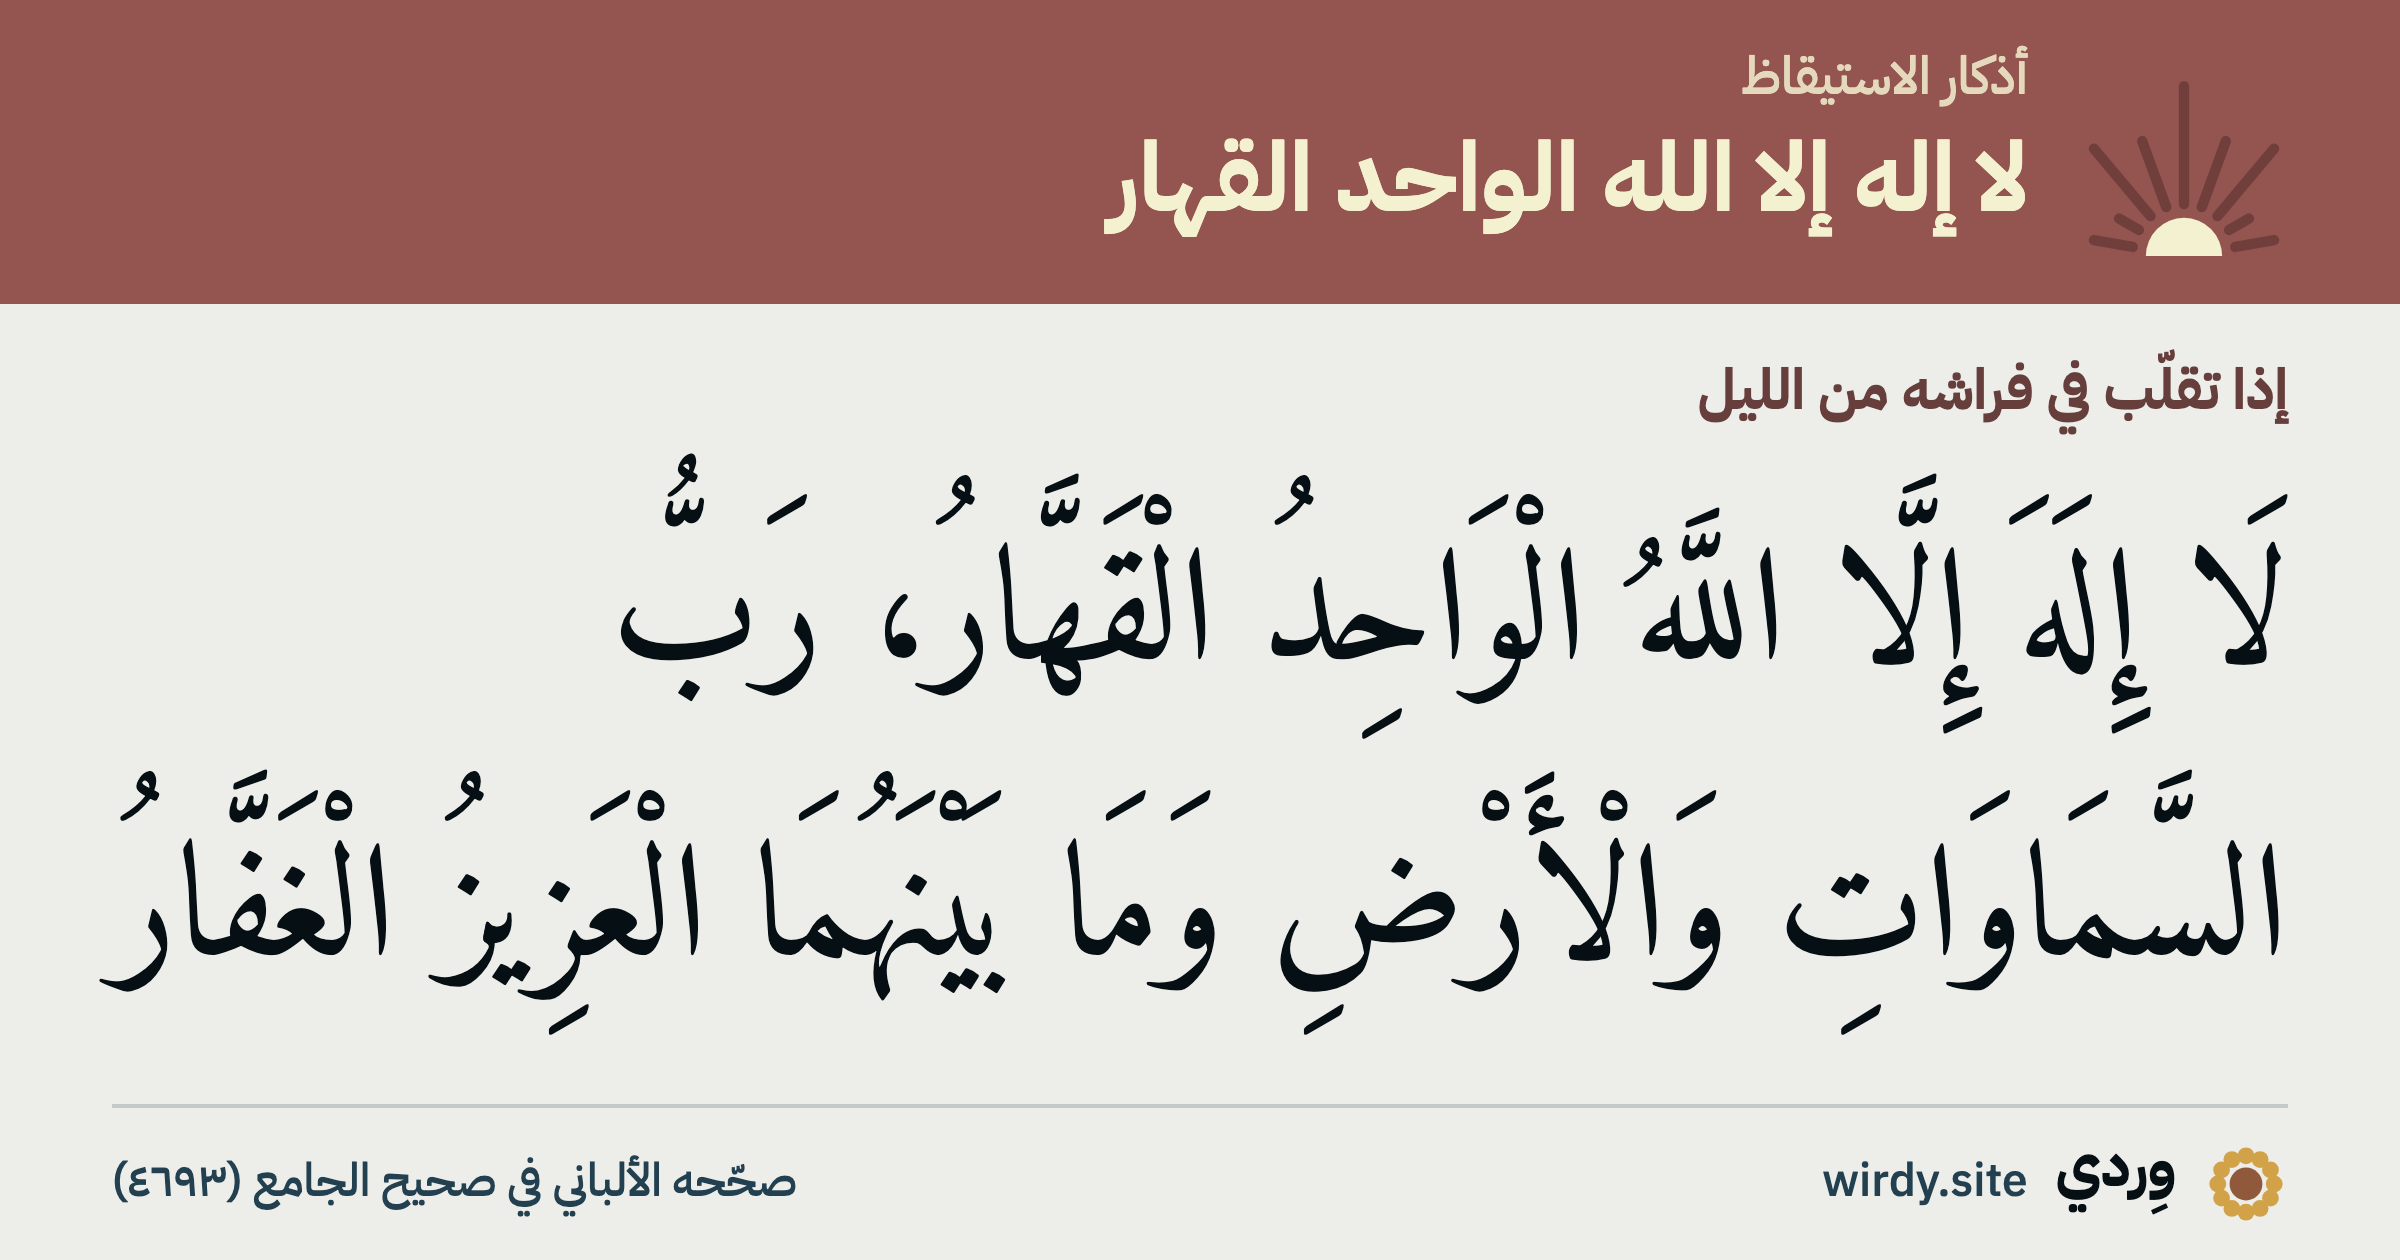 أذكار الاستيقاظ
لا إله إلا الله الواحد القهار
إذا تقلّب في فراشه من الليل
لَا إِلَهَ إِلَّا اللَّهُ الْوَاحِدُ الْقَهَّارُ، رَبُّ
السَّمَاوَاتِ وَالْأَرْضِ وَمَا بَيْنَهُمَا الْعَزِيزُ الْغَفَّارُ
وِردي wirdy.site
صحّحه الألباني في صحيح الجامع (٤٦٩٣)